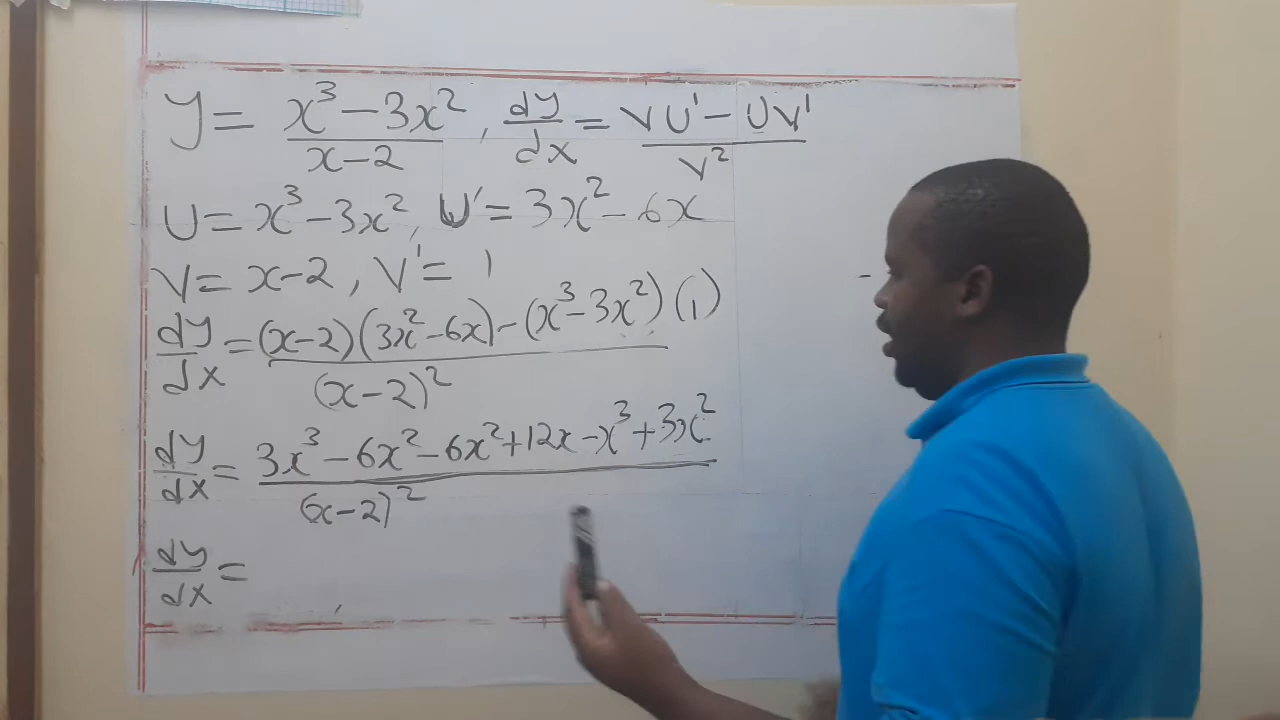 y = x³ - 3x² / x - 2 , dy/dx = VU' - UV' / V²
U = x³ - 3x² , U' = 3x² - 6x
V = x - 2 , V' = 1
dy/dx = (x - 2)(3x² - 6x) - (x³ - 3x²)(1) / (x - 2)²
dy/dx = 3x³ - 6x² - 6x² + 12x - x³ + 3x² / (x - 2)²
dy/dx =